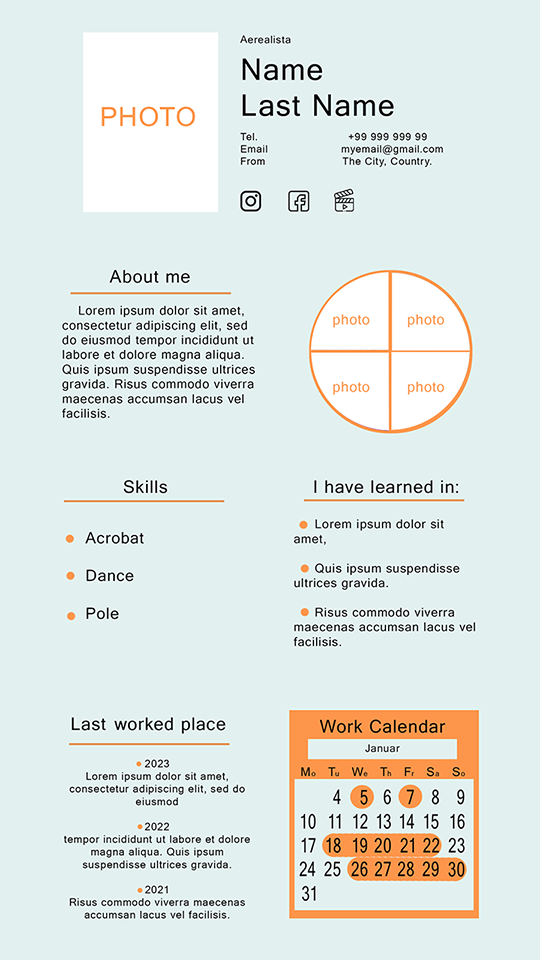 Aerealista
Name
Last Name
PHOTO
Tel. +99 999 999 99
Email myemail@gmail.com
From The City, Country.
About me
Lorem ipsum dolor sit amet,
consectetur adipiscing elit, sed
do eiusmod tempor incididunt ut
labore et dolore magna aliqua.
Quis ipsum suspendisse ultrices
gravida. Risus commodo viverra
maecenas accumsan lacus vel
facilisis.
photo photo
photo photo
Skills
Acrobat
Dance
Pole
I have learned in:
Lorem ipsum dolor sit
amet,
Quis ipsum suspendisse
ultrices gravida.
Risus commodo viverra
maecenas accumsan lacus vel
facilisis.
Last worked place
2023
Lorem ipsum dolor sit amet,
consectetur adipiscing elit, sed do
eiusmod
2022
tempor incididunt ut labore et dolore
magna aliqua. Quis ipsum
suspendisse ultrices gravida.
2021
Risus commodo viverra maecenas
accumsan lacus vel facilisis.
Work Calendar
Januar
Mo Tu We Th Fr Sa So
4 5 6 7 8 9
10 11 12 13 14 15 16
17 18 19 20 21 22 23
24 25 26 27 28 29 30
31